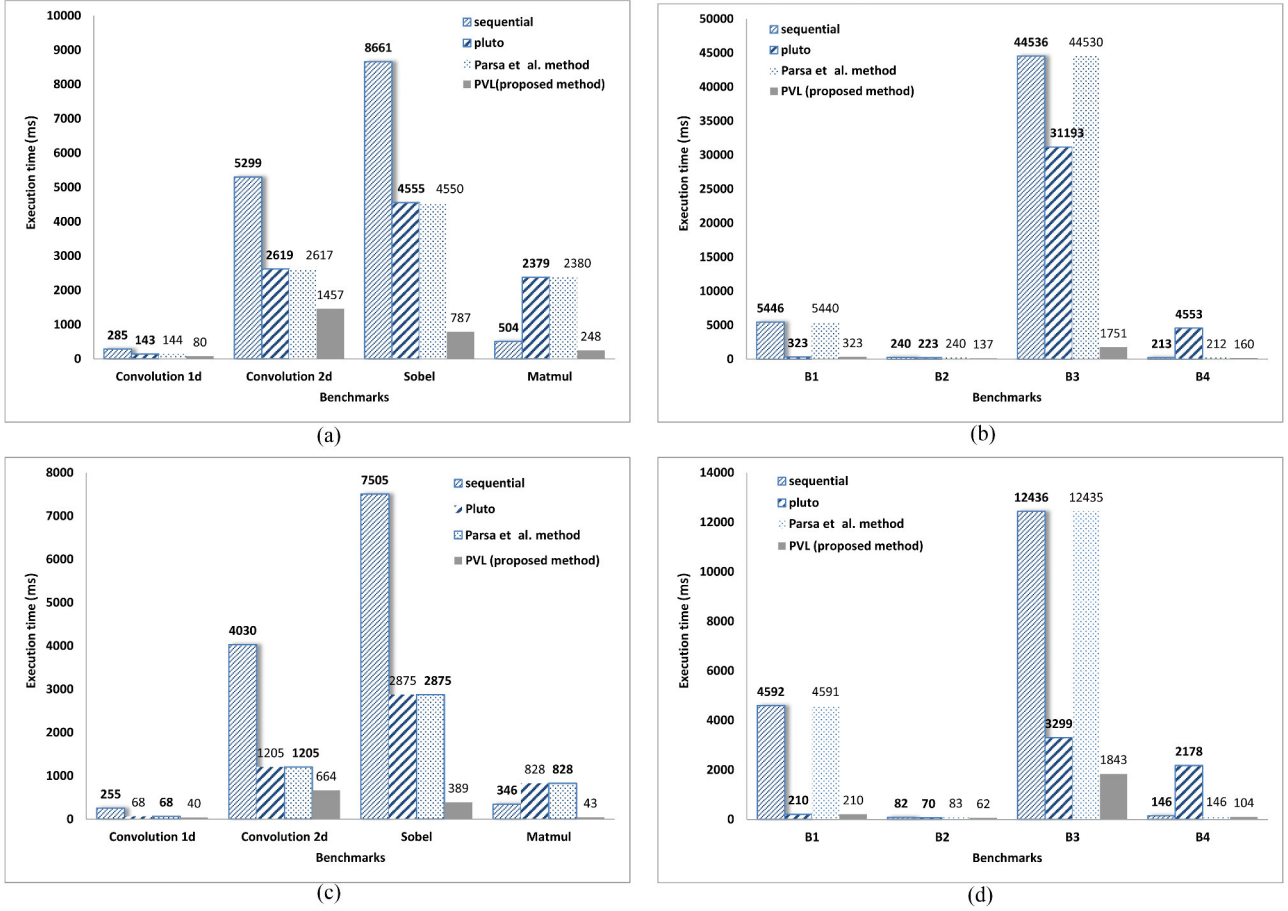 10000
9000
8000
7000
6000
5000
4000
3000
2000
1000
0
Execution time (ms)
sequential
pluto
Parsa et al. method
PVL(proposed method)
285
143
144
80
5299
2619
2617
1457
8661
4555
4550
787
504
2379
2380
248
Convolution 1d
Convolution 2d
Sobel
Matmul
Benchmarks
(a)
50000
45000
40000
35000
30000
25000
20000
15000
10000
5000
0
Execution time (ms)
sequential
pluto
Parsa et al. method
PVL (proposed method)
5446
323
5440
323
240
223
240
137
44536
31193
44530
1751
213
4553
212
160
B1
B2
B3
B4
Benchmarks
(b)
8000
7000
6000
5000
4000
3000
2000
1000
0
Execution time (ms)
sequential
Pluto
Parsa et al. method
PVL (proposed method)
255
68
68
40
4030
1205
1205
664
7505
2875
2875
389
346
828
828
43
Convolution 1d
Convolution 2d
Sobel
Matmul
Benchmarks
(c)
14000
12000
10000
8000
6000
4000
2000
0
Execution time (ms)
sequential
pluto
Parsa et al. method
PVL (proposed method)
4592
210
4591
210
82
70
83
62
12436
3299
12435
1843
146
2178
146
104
B1
B2
B3
B4
Benchmarks
(d)